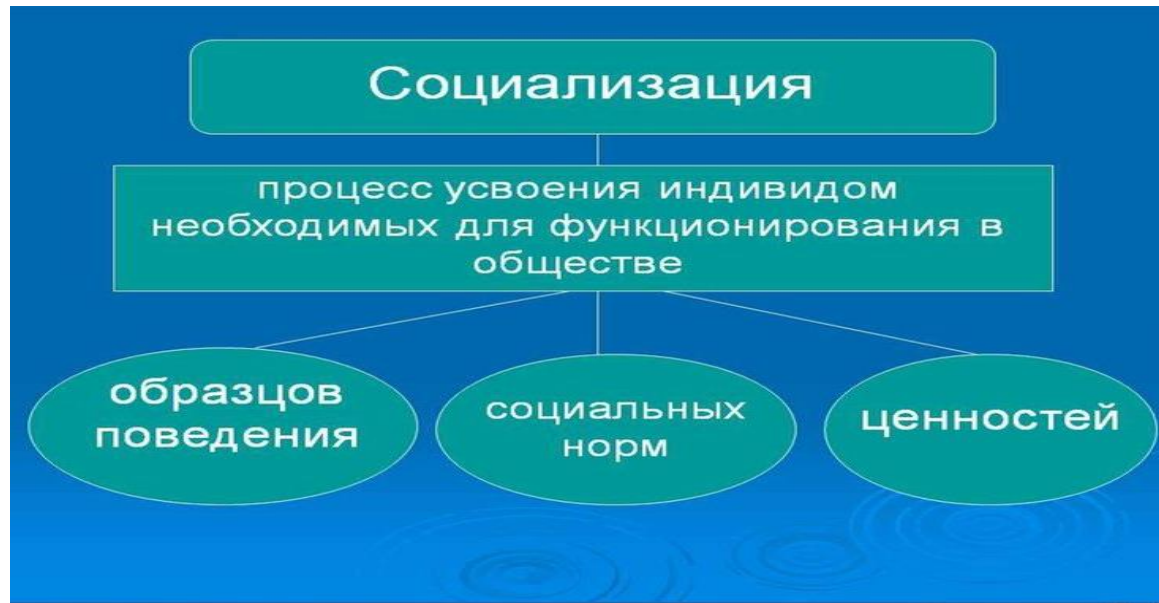 Социализация
процесс усвоения индивидом
необходимых для функционирования в
обществе
образцов
поведения
социальных
норм
ценностей